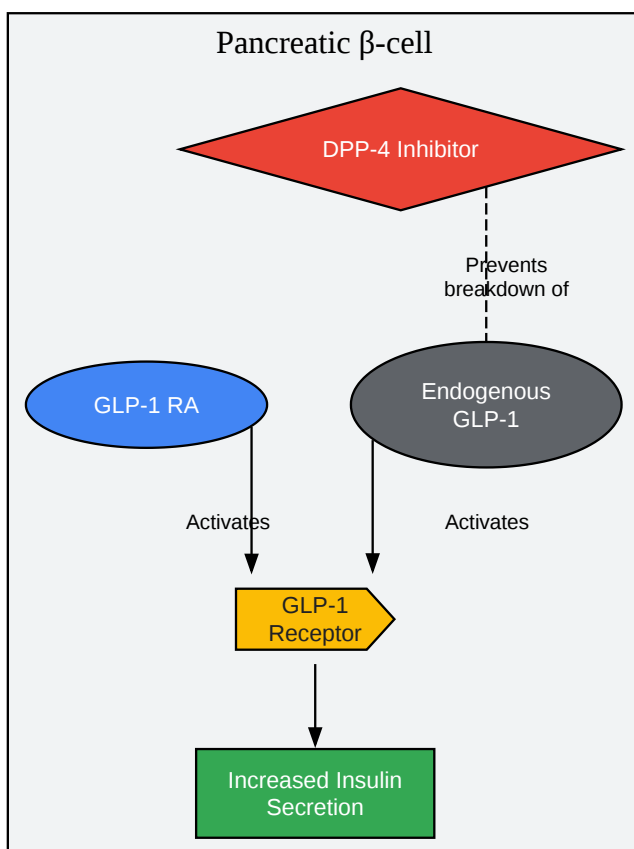 Pancreatic β-cell
DPP-4 Inhibitor
Prevents
breakdown of
GLP-1 RA
Endogenous
GLP-1
Activates
Activates
GLP-1
Receptor
Increased Insulin
Secretion